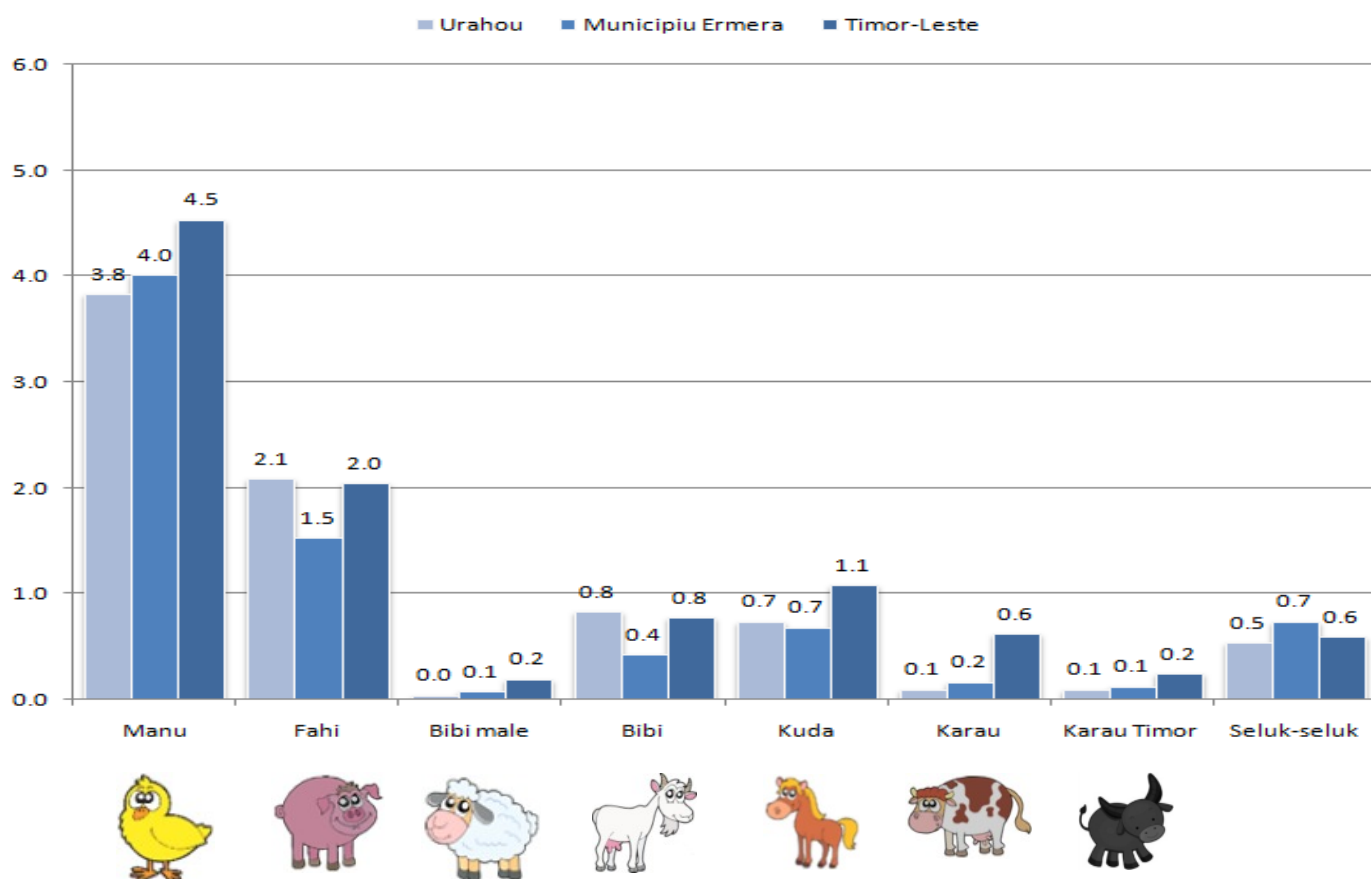 Urahou Municipiu Ermera Timor-Leste
6.0
5.0
4.0
3.0
2.0
1.0
0.0
3.8 4.0 4.5
2.1 1.5 2.0
0.0 0.1 0.2
0.8 0.4 0.8
0.7 0.7 1.1
0.1 0.2 0.6
0.1 0.1 0.2
0.5 0.7 0.6
Manu Fahi Bibi male Bibi Kuda Karau Karau Timor Seluk-seluk